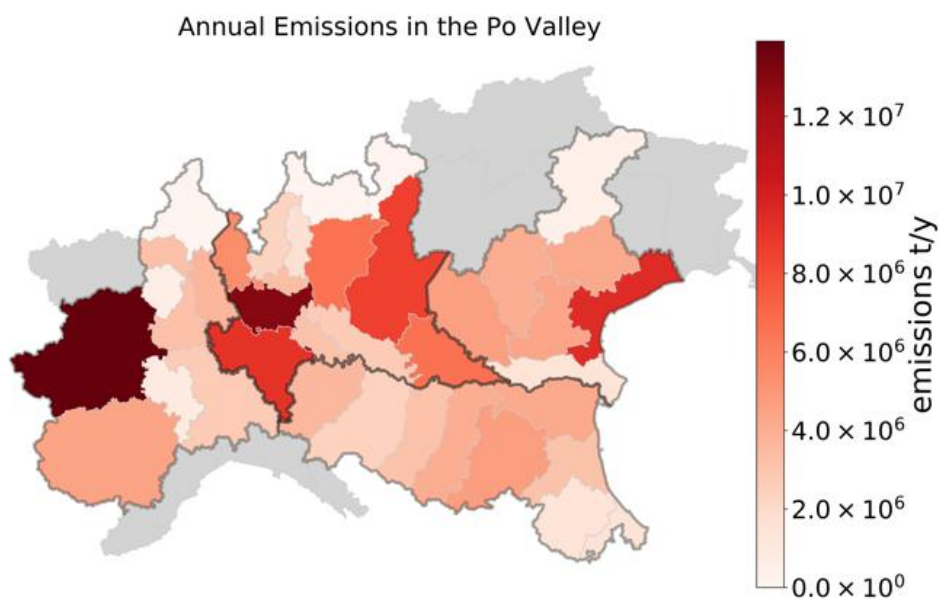 Annual Emissions in the Po Valley
1.2 × 10⁷
1.0 × 10⁷
8.0 × 10⁶
6.0 × 10⁶
4.0 × 10⁶
2.0 × 10⁶
0.0 × 10⁰
emissions t/y